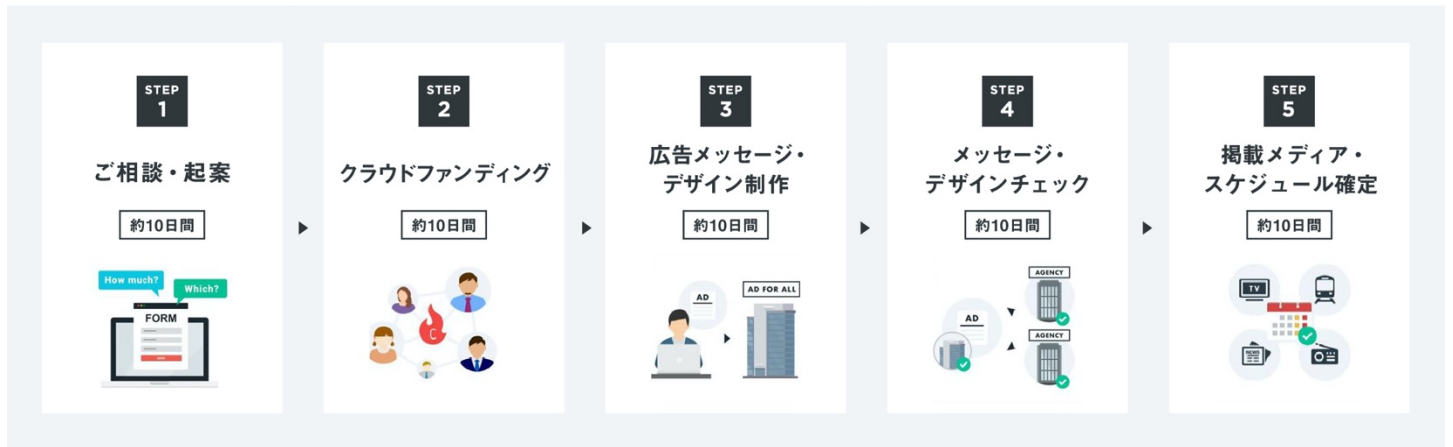 STEP
1
ご相談・起案
約10日間
How much?
Which?
FORM
STEP
2
クラウドファンディング
約10日間
C
STEP
3
広告メッセージ・
デザイン制作
約10日間
AD
AD FOR ALL
STEP
4
メッセージ・
デザインチェック
約10日間
AD
AGENCY
AGENCY
STEP
5
掲載メディア・
スケジュール確定
約10日間
TV
NEWS